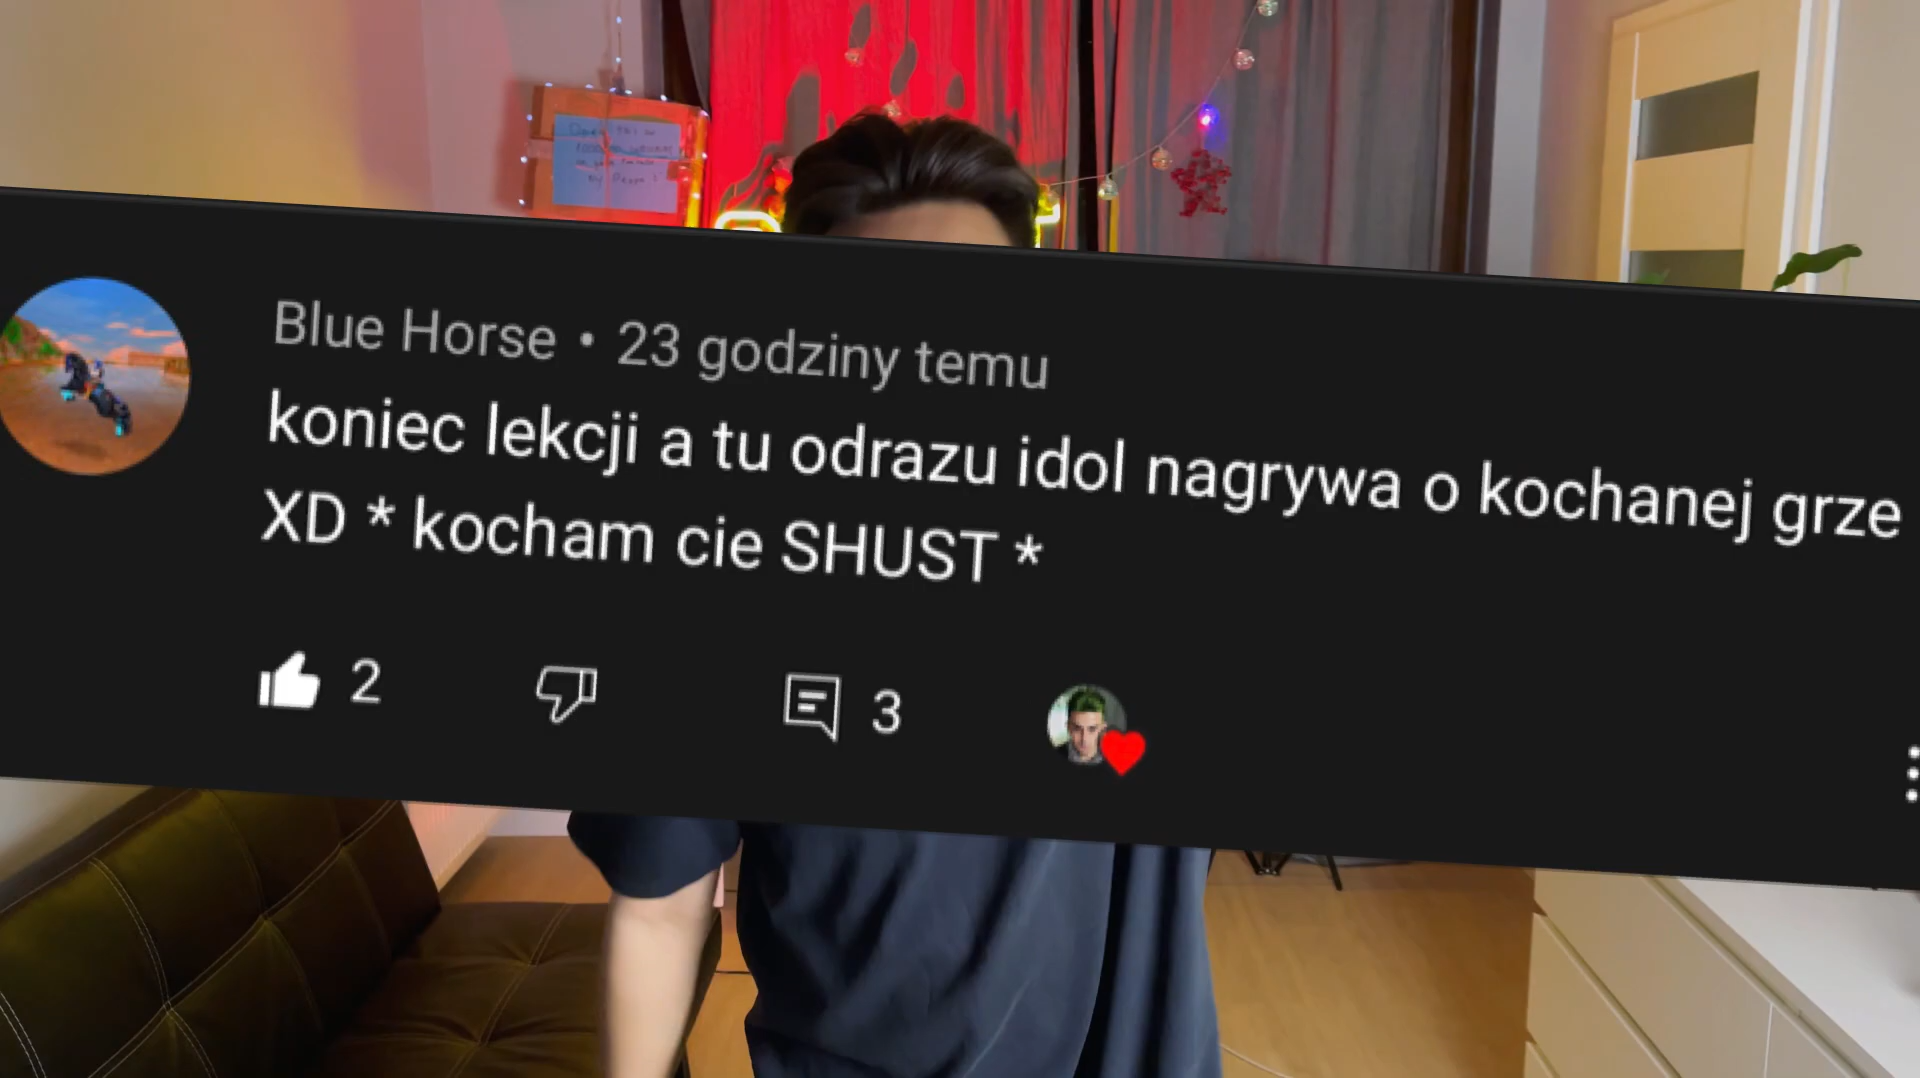 Blue Horse • 23 godziny temu
koniec lekcji a tu odrazu idol nagrywa o kochanej grze
XD * kocham cie SHUST *
2
3